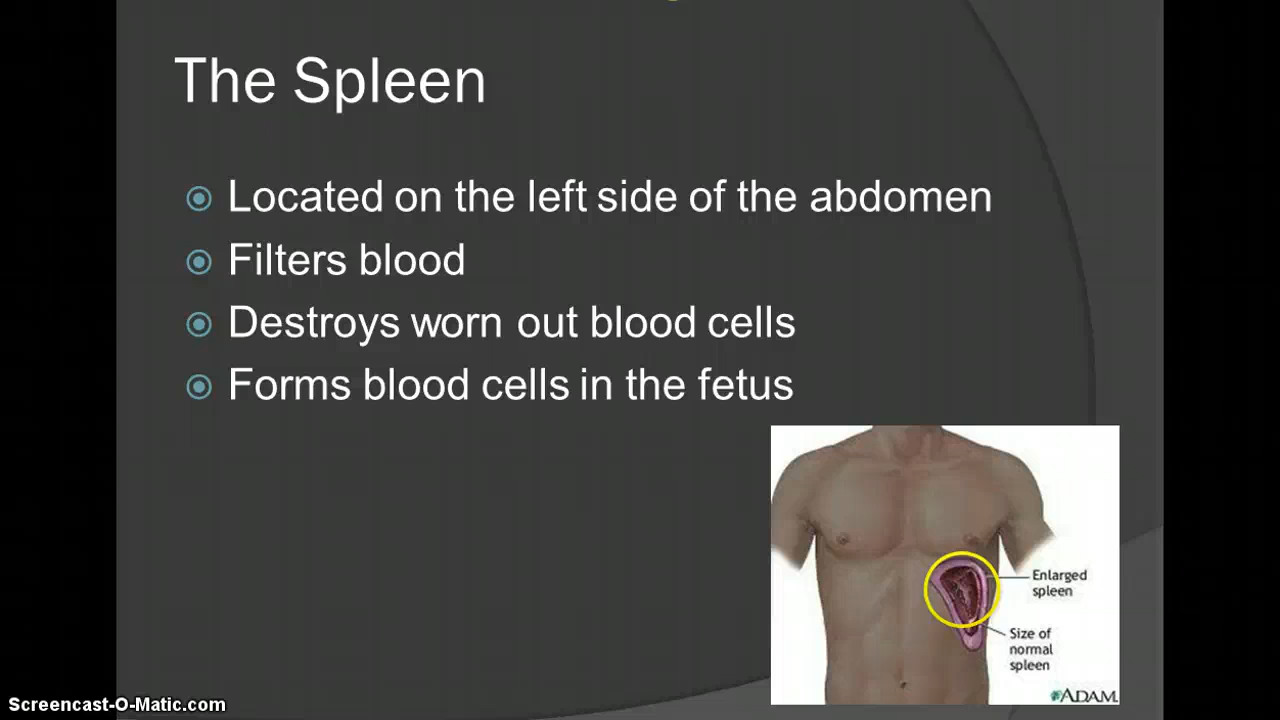 The Spleen
Located on the left side of the abdomen
Filters blood
Destroys worn out blood cells
Forms blood cells in the fetus
Enlarged
spleen
Size of
normal
spleen
ADAM.
Screencast-O-Matic.com